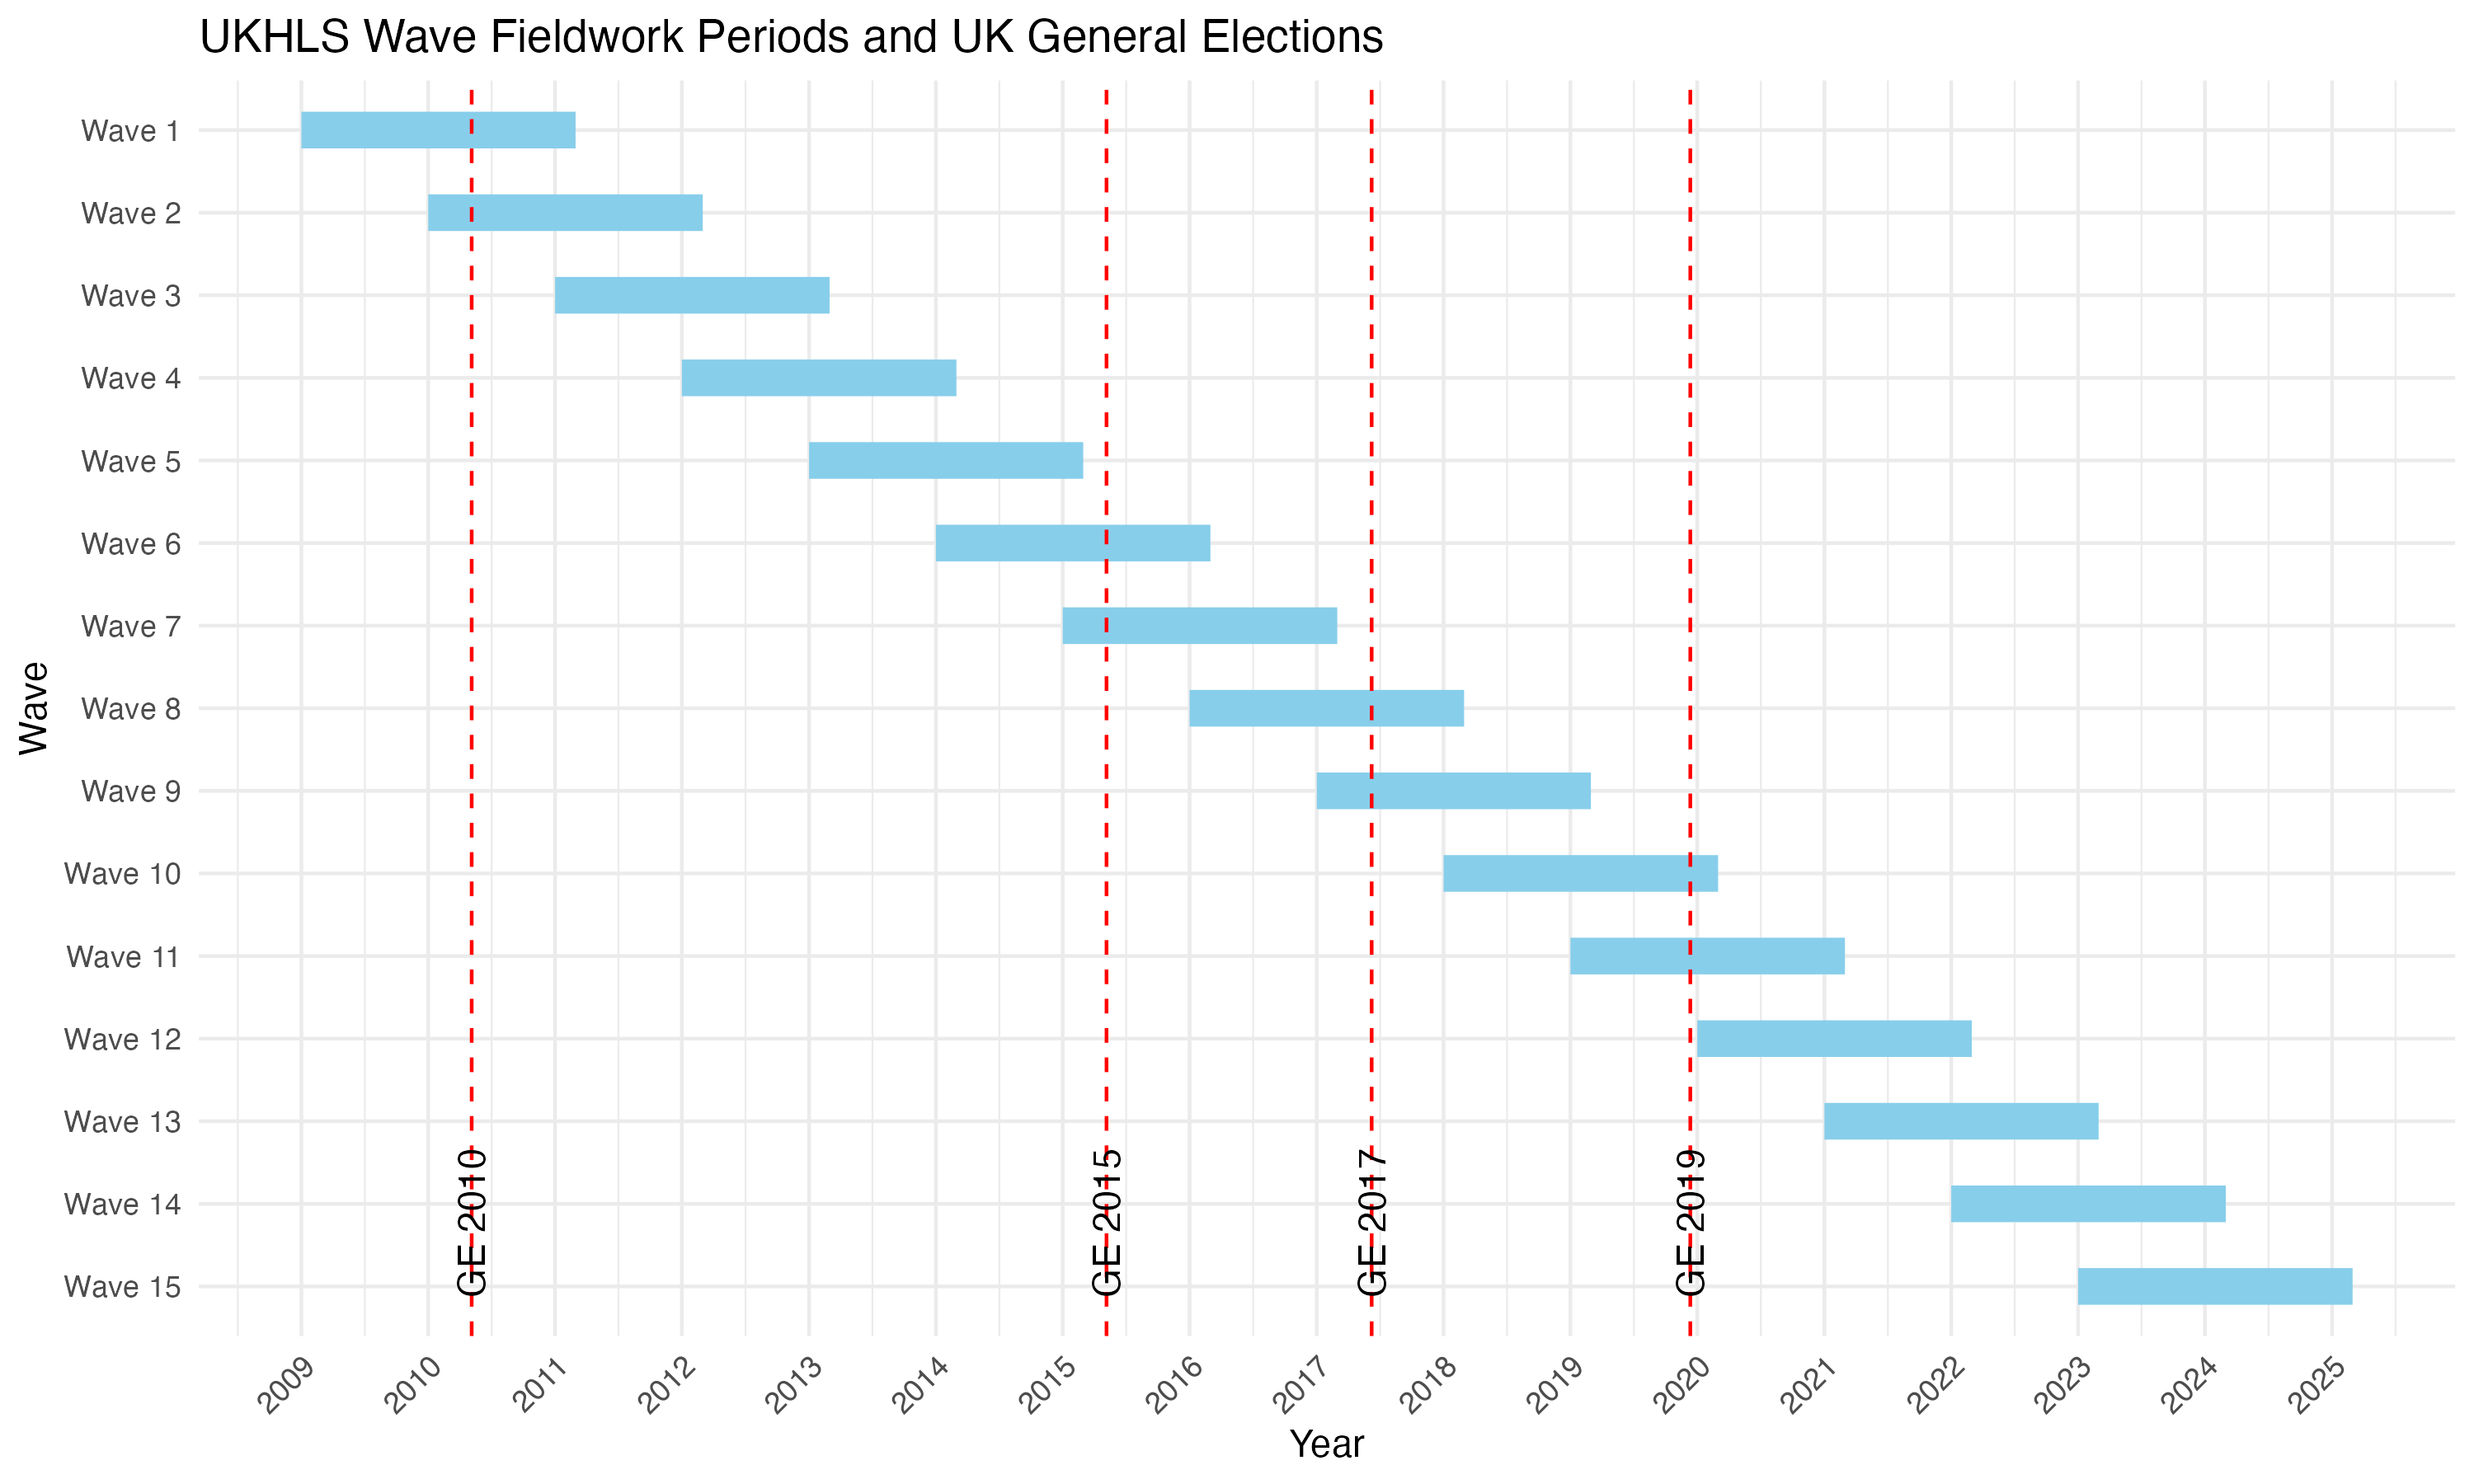 UKHLS Wave Fieldwork Periods and UK General Elections
Wave
Wave 1
Wave 2
Wave 3
Wave 4
Wave 5
Wave 6
Wave 7
Wave 8
Wave 9
Wave 10
Wave 11
Wave 12
Wave 13
Wave 14
Wave 15
GE 2010
GE 2015
GE 2017
GE 2019
2009
2010
2011
2012
2013
2014
2015
2016
2017
2018
2019
2020
2021
2022
2023
2024
2025
Year